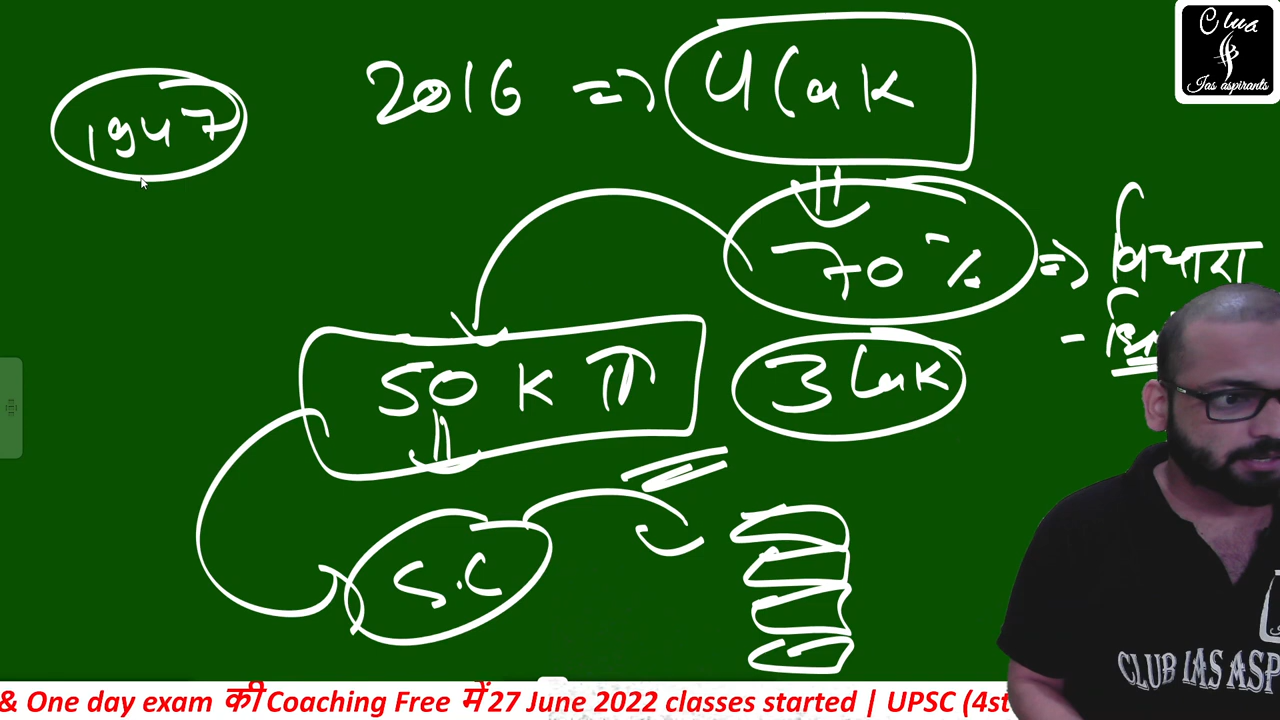 1947
2016 => 4 Lak
70% => विचारा
50 K
3 Lak
S.C
Club
Ias aspirants
CLUB IAS ASP
& One day exam की Coaching Free में 27 June 2022 classes started | UPSC (4st